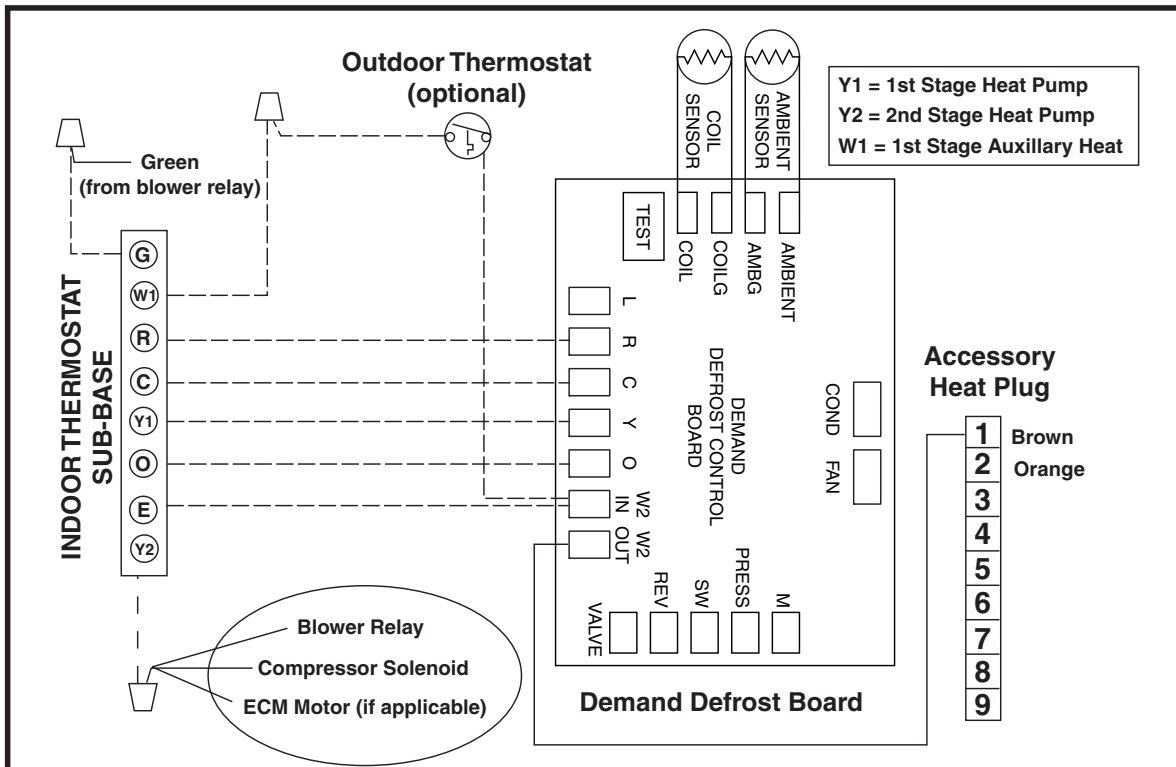 Outdoor Thermostat
(optional)
Green
(from blower relay)
Y1 = 1st Stage Heat Pump
Y2 = 2nd Stage Heat Pump
W1 = 1st Stage Auxillary Heat
COIL
SENSOR
AMBIENT
SENSOR
INDOOR THERMOSTAT
SUB-BASE
G
W1
R
C
Y1
O
E
Y2
TEST
COIL
COILG
AMBG
AMBIENT
L
R
C
Y
O
W2
IN
W2
OUT
DEMAND
DEFROST CONTROL
BOARD
COND
FAN
VALVE
REV
SW
PRESS
M
Demand Defrost Board
Accessory
Heat Plug
1 Brown
2 Orange
3
4
5
6
7
8
9
Blower Relay
Compressor Solenoid
ECM Motor (if applicable)